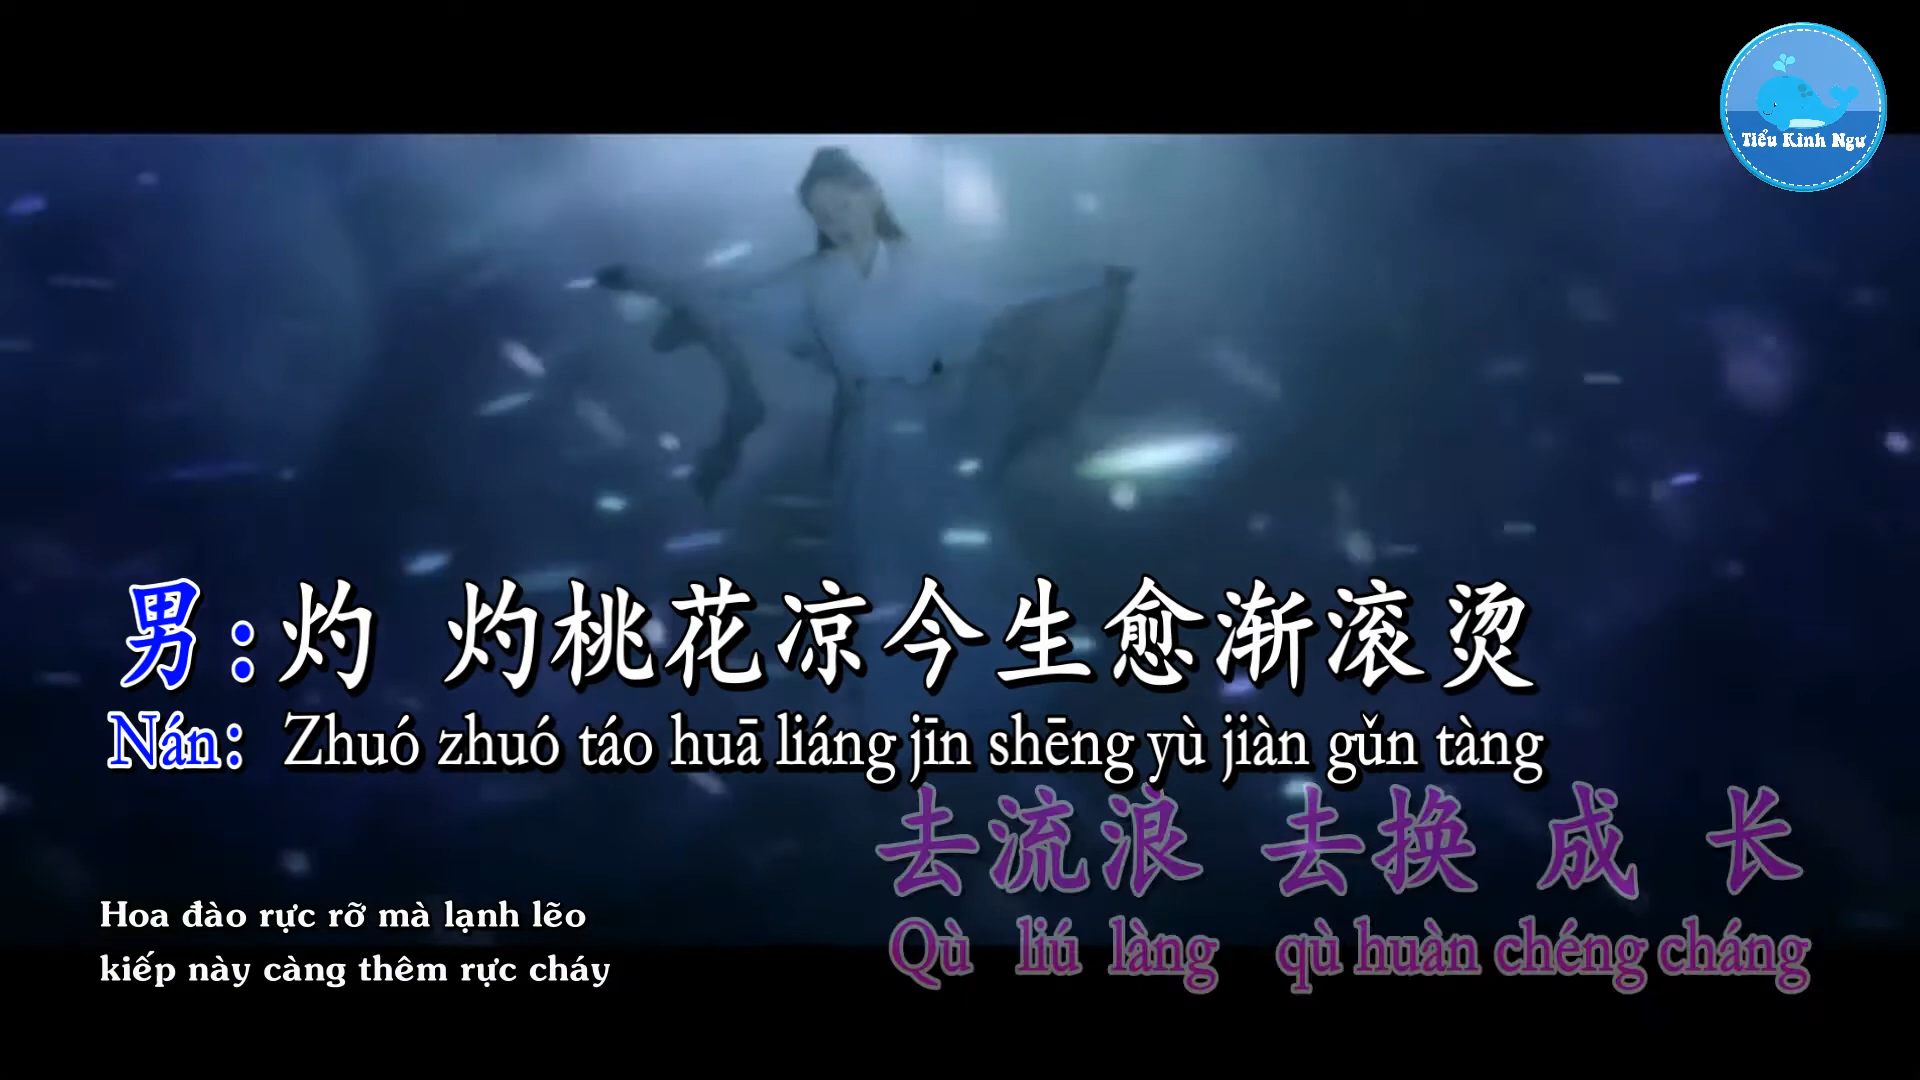 Tiểu Kình Ngư
男:灼 灼桃花凉今生愈渐滚烫
Nán: Zhuó zhuó táo huā liáng jīn shēng yù jiàn gǔn tàng
去流浪 去换 成 长
Qù liú làng qù huàn chéng cháng
Hoa đào rực rỡ mà lạnh lẽo
kiếp này càng thêm rực cháy